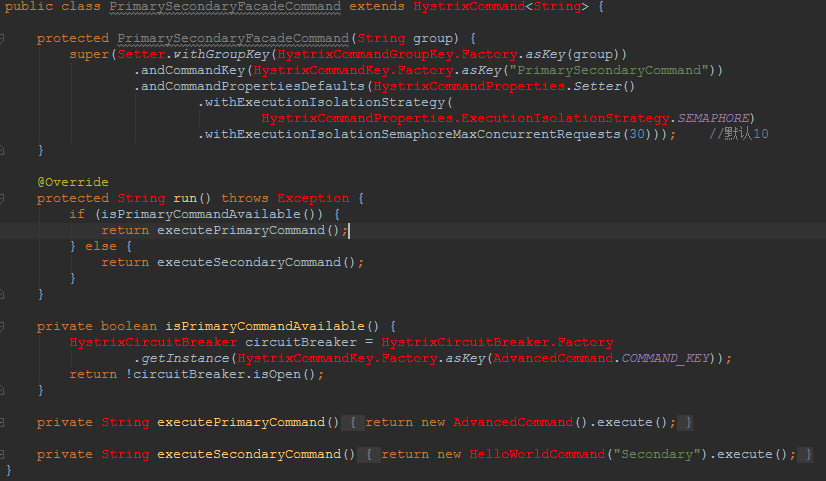 public class PrimarySecondaryFacadeCommand extends HystrixCommand<String> {
protected PrimarySecondaryFacadeCommand(String group) {
super(Setter.withGroupKey(HystrixCommandGroupKey.Factory.asKey(group))
.andCommandKey(HystrixCommandKey.Factory.asKey("PrimarySecondaryCommand"))
.andCommandPropertiesDefaults(HystrixCommandProperties.Setter()
.withExecutionIsolationStrategy(
HystrixCommandProperties.ExecutionIsolationStrategy.SEMAPHORE)
.withExecutionIsolationSemaphoreMaxConcurrentRequests(30))); //默认10
}
@Override
protected String run() throws Exception {
if (isPrimaryCommandAvailable()) {
return executePrimaryCommand();
} else {
return executeSecondaryCommand();
}
}
private boolean isPrimaryCommandAvailable() {
HystrixCircuitBreaker circuitBreaker = HystrixCircuitBreaker.Factory
.getInstance(HystrixCommandKey.Factory.asKey(AdvancedCommand.COMMAND_KEY));
return !circuitBreaker.isOpen();
}
private String executePrimaryCommand() { return new AdvancedCommand().execute(); }
private String executeSecondaryCommand() { return new HelloWorldCommand("Secondary").execute(); }
}